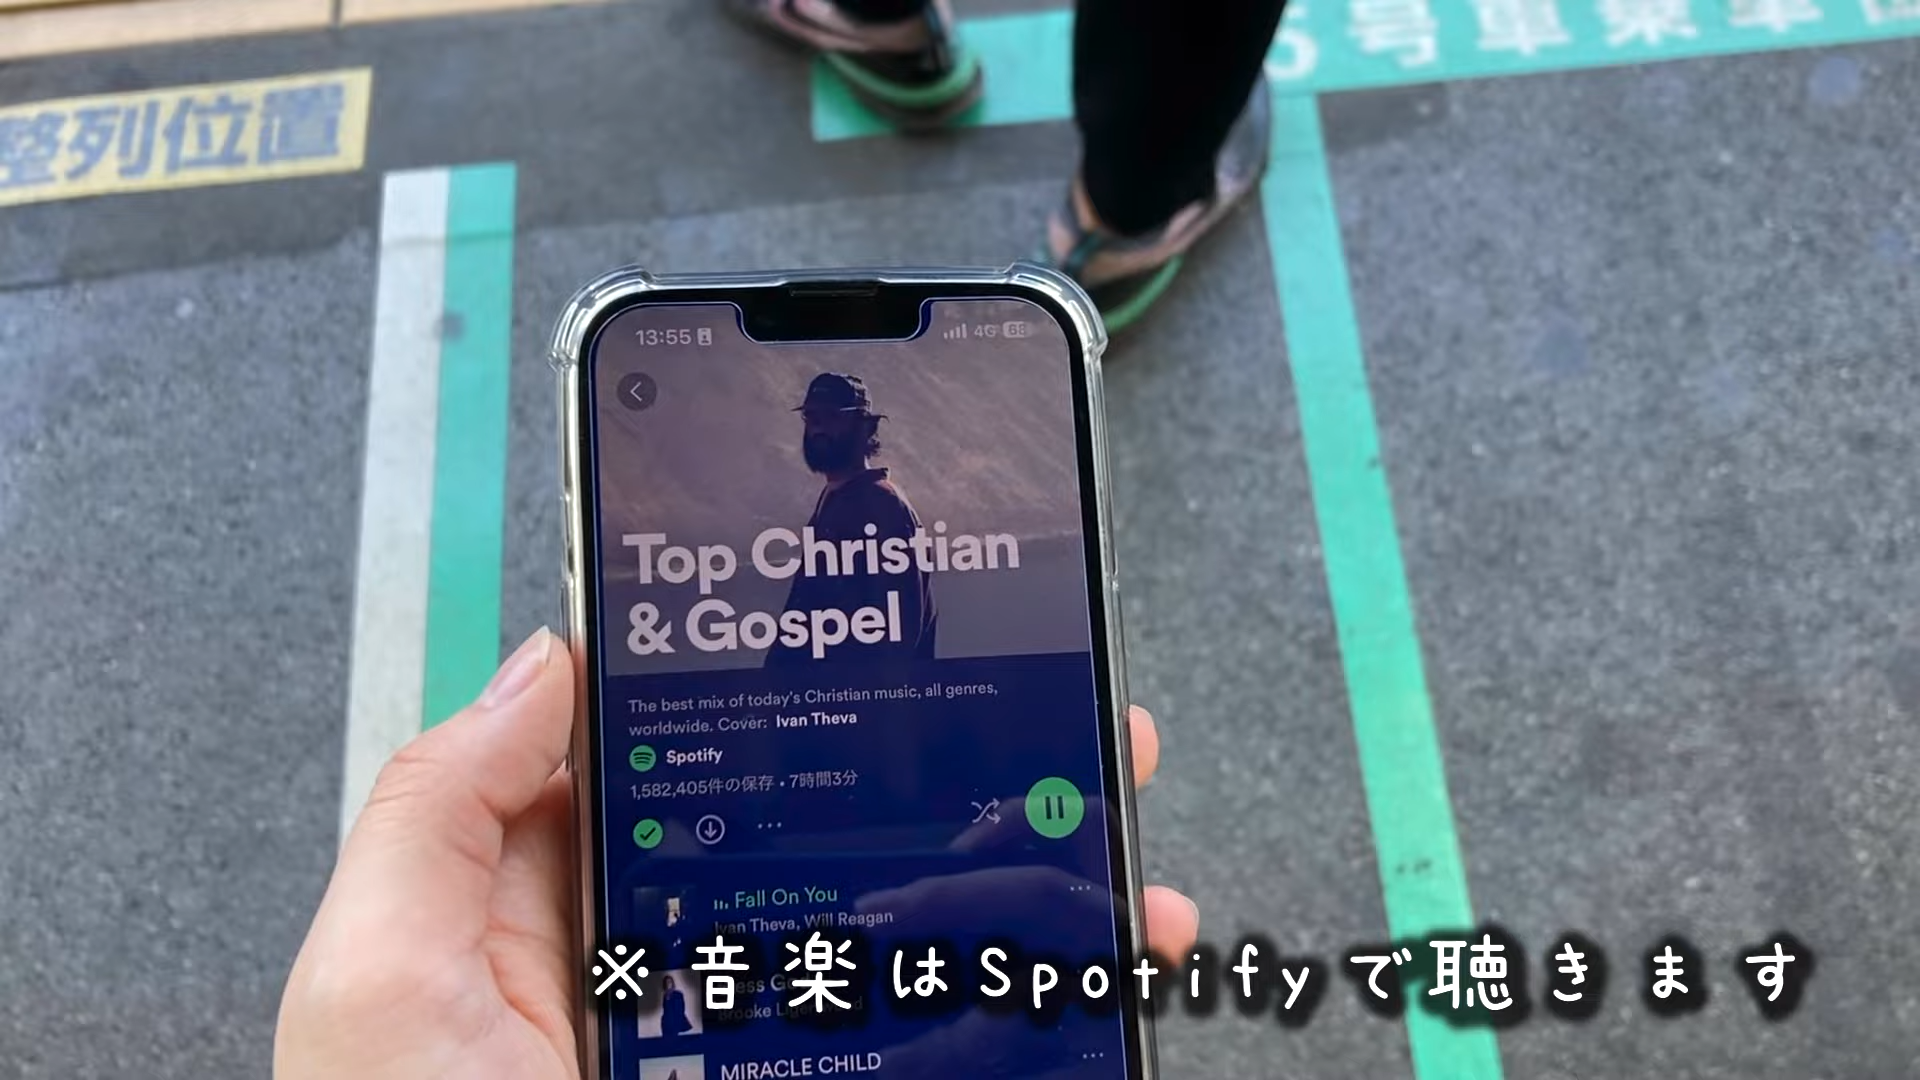 5号車乗車位
整列位置
13:55
4G 68
Top Christian
& Gospel
The best mix of today's Christian music, all genres,
worldwide. Cover: Ivan Theva
Spotify
1,582,405件の保存 • 7時間3分
Fall On You
Ivan Theva, Will Reagan
※音楽はSpotifyで聴きます
Brooke
MIRACLE CHILD